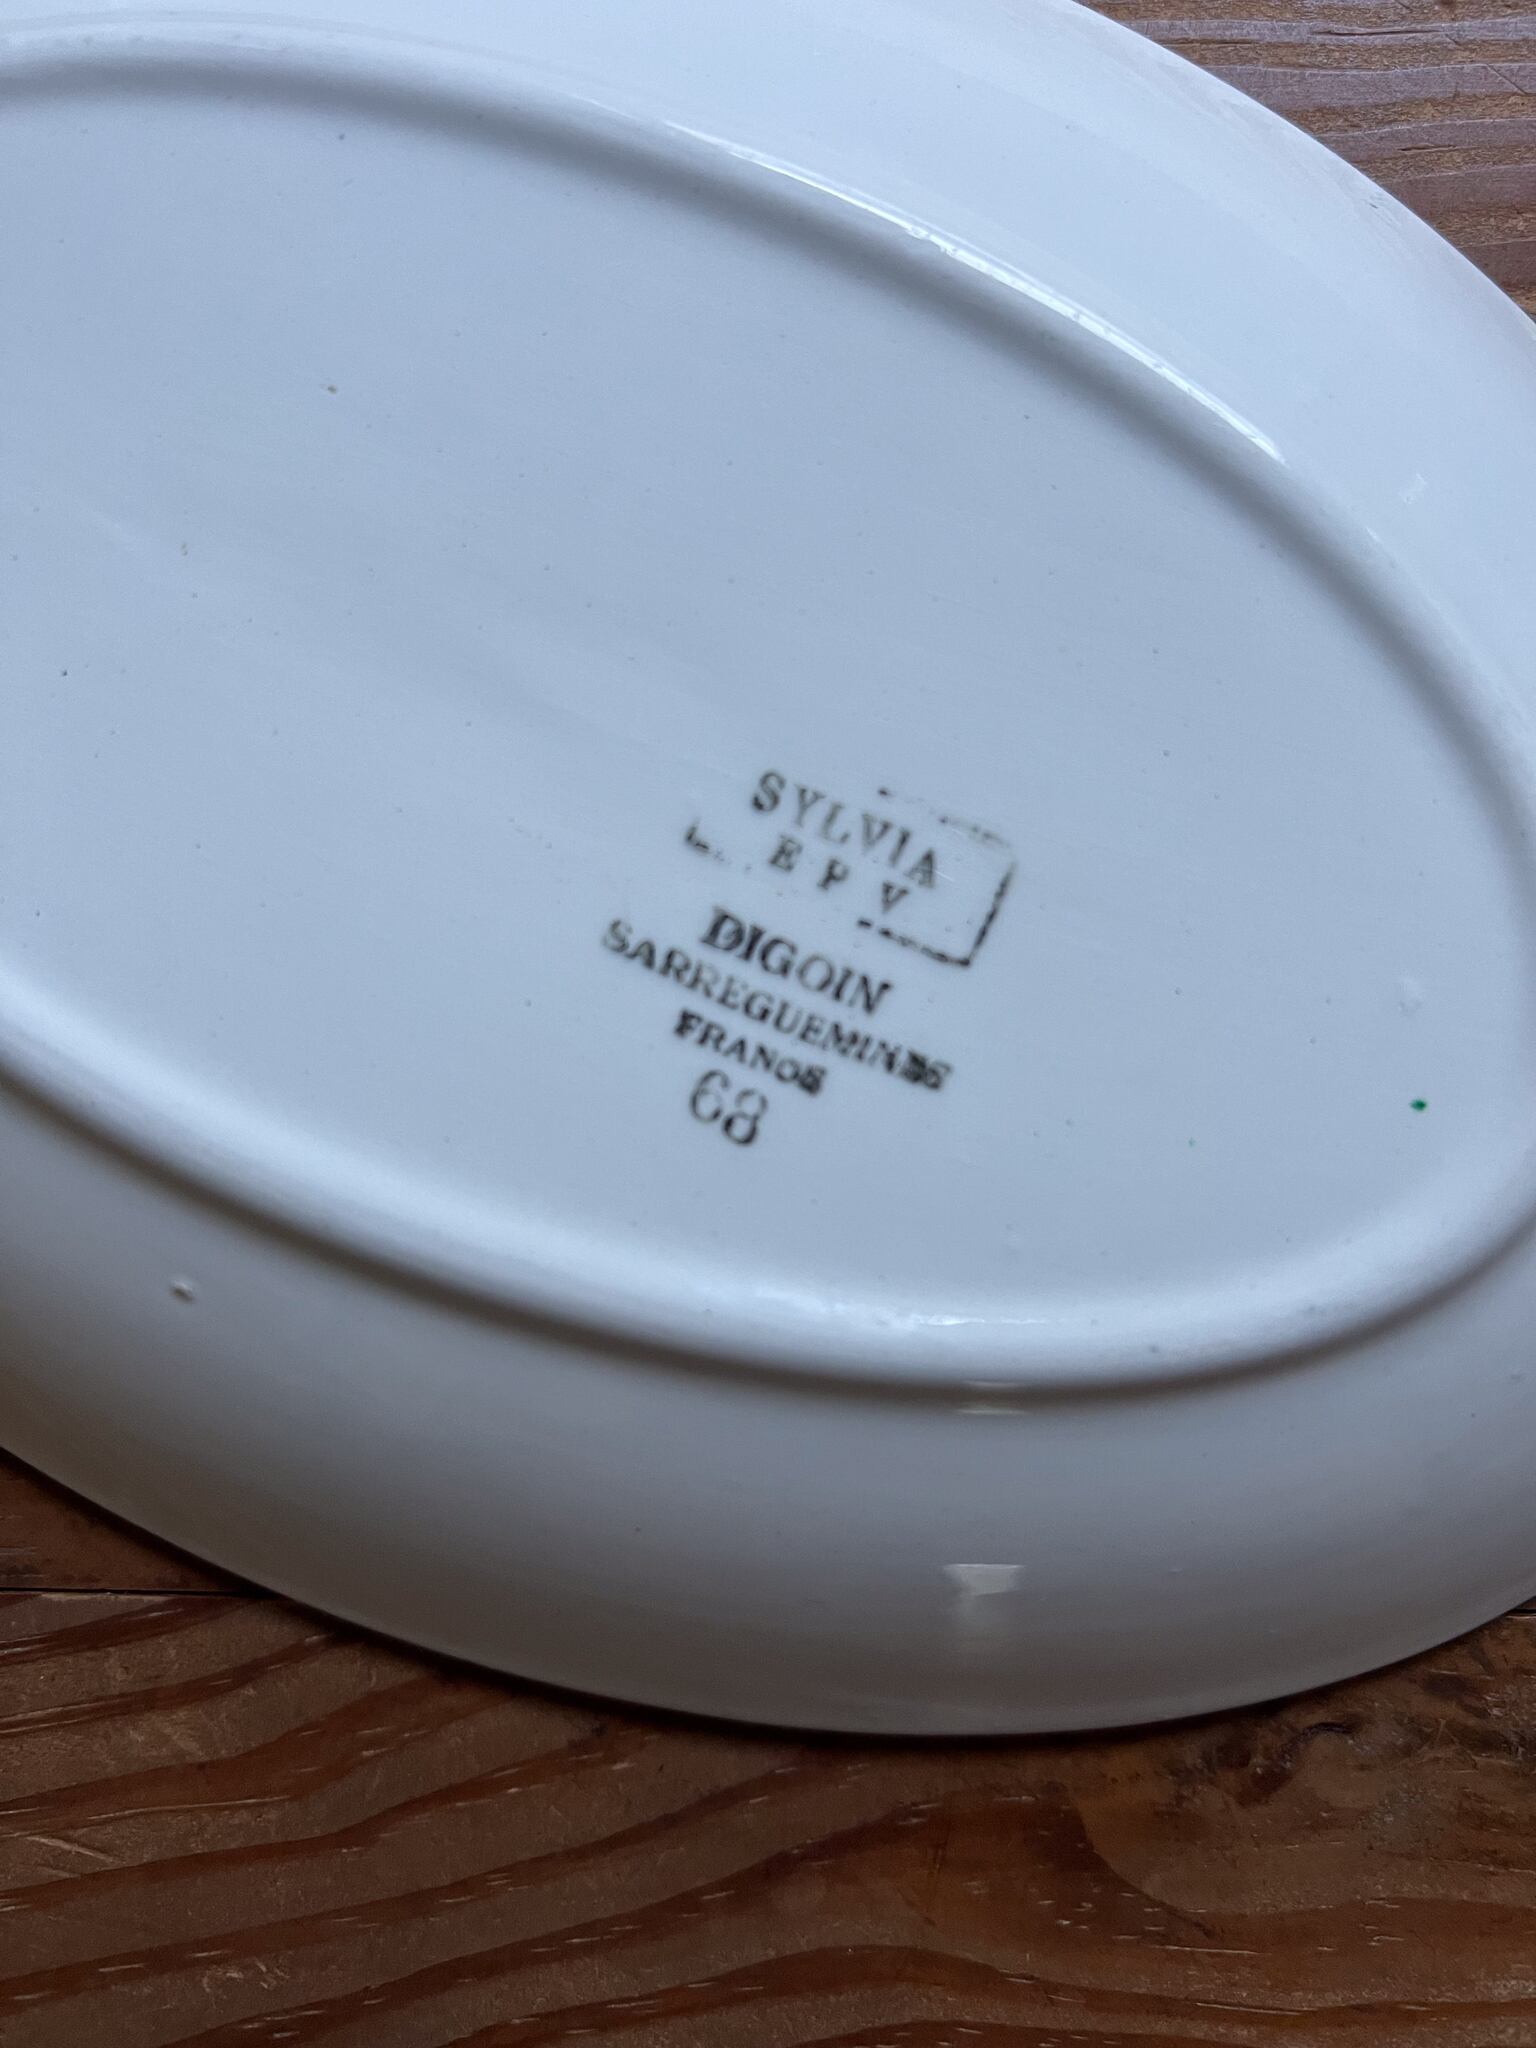 SYLVIA
E P V
DIGOIN
SARREGUEMINES
FRANCE
68